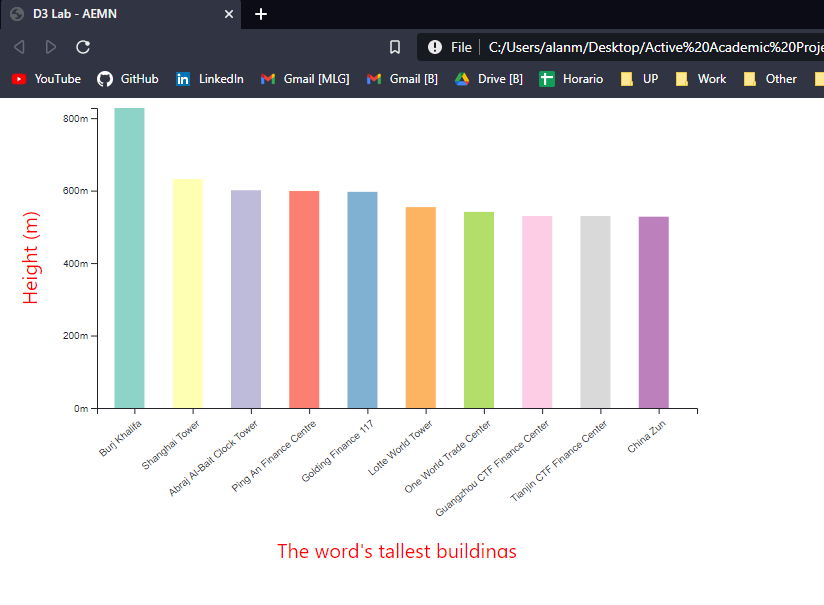 D3 Lab - AEMN
File C:/Users/alanm/Desktop/Active%20Academic%20Proje
YouTube GitHub LinkedIn Gmail [MLG] Gmail [B] Drive [B] Horario UP Work Other
800m
600m
400m
200m
0m
Height (m)
Burj Khalifa
Shanghai Tower
Abraj Al-Bait Clock Tower
Ping An Finance Centre
Golding Finance 117
Lotte World Tower
One World Trade Center
Guangzhou CTF Finance Center
Tianjin CTF Finance Center
China Zun
The word's tallest buildings